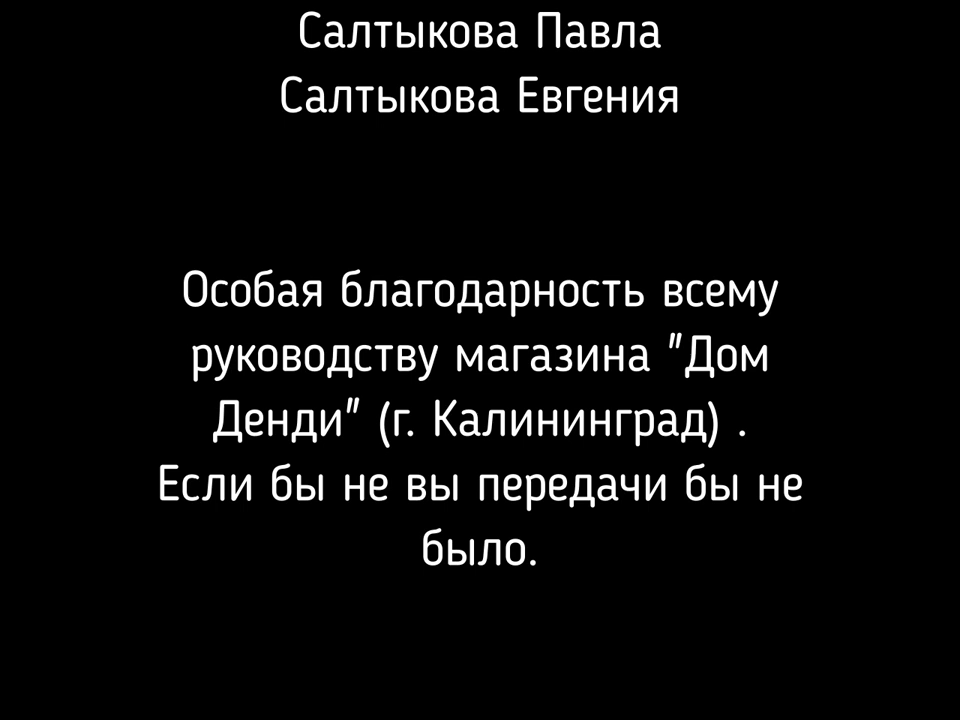 Салтыкова Павла
Салтыкова Евгения
Особая благодарность всему
руководству магазина "Дом
Денди" (г. Калининград) .
Если бы не вы передачи бы не
было.